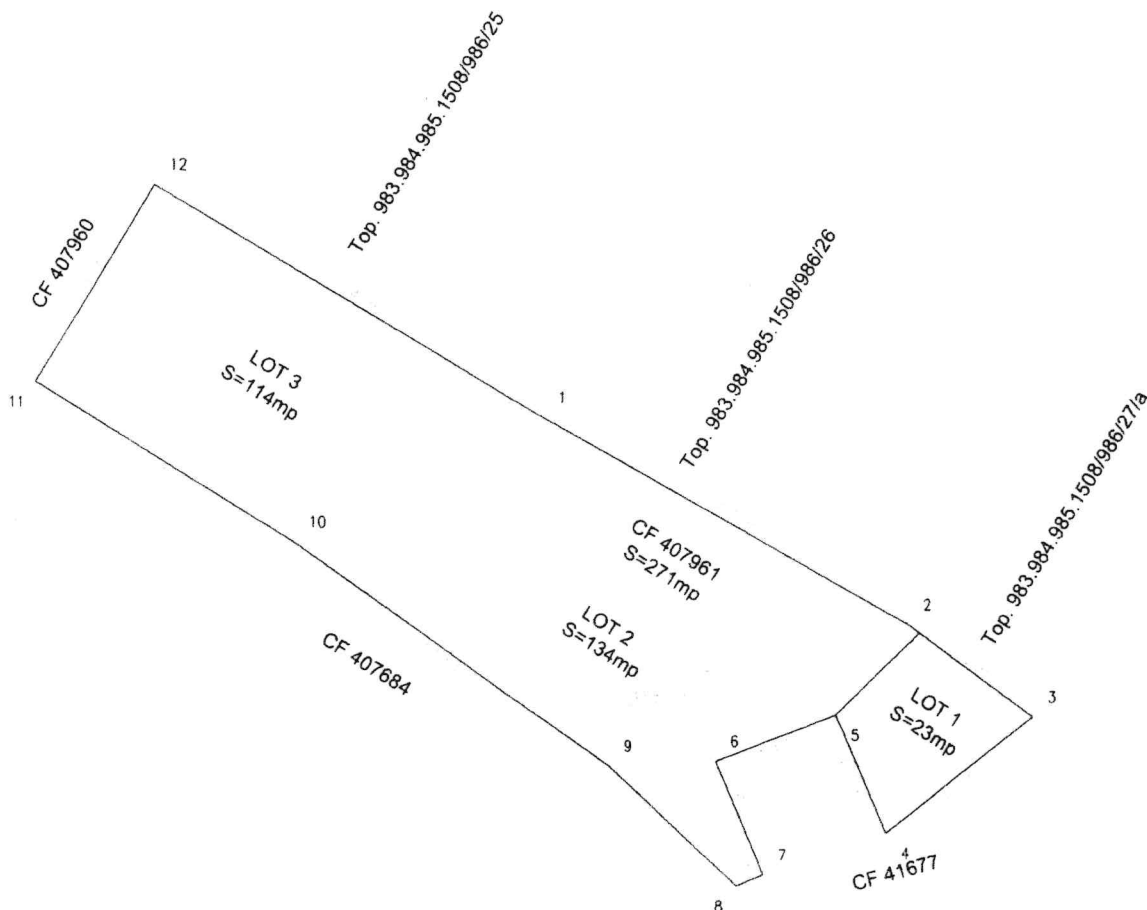 Top. 983.984.985.1508/986/25
12
CF 407960
Top. 983.984.985.1508/986/26
LOT 3
S=114mp
11
1
Top. 983.984.985.1508/986/27/a
10
CF 407961
S=271mp
2
LOT 2
S=134mp
CF 407684
3
LOT 1
S=23mp
5
6
9
7
4
CF 41677
8